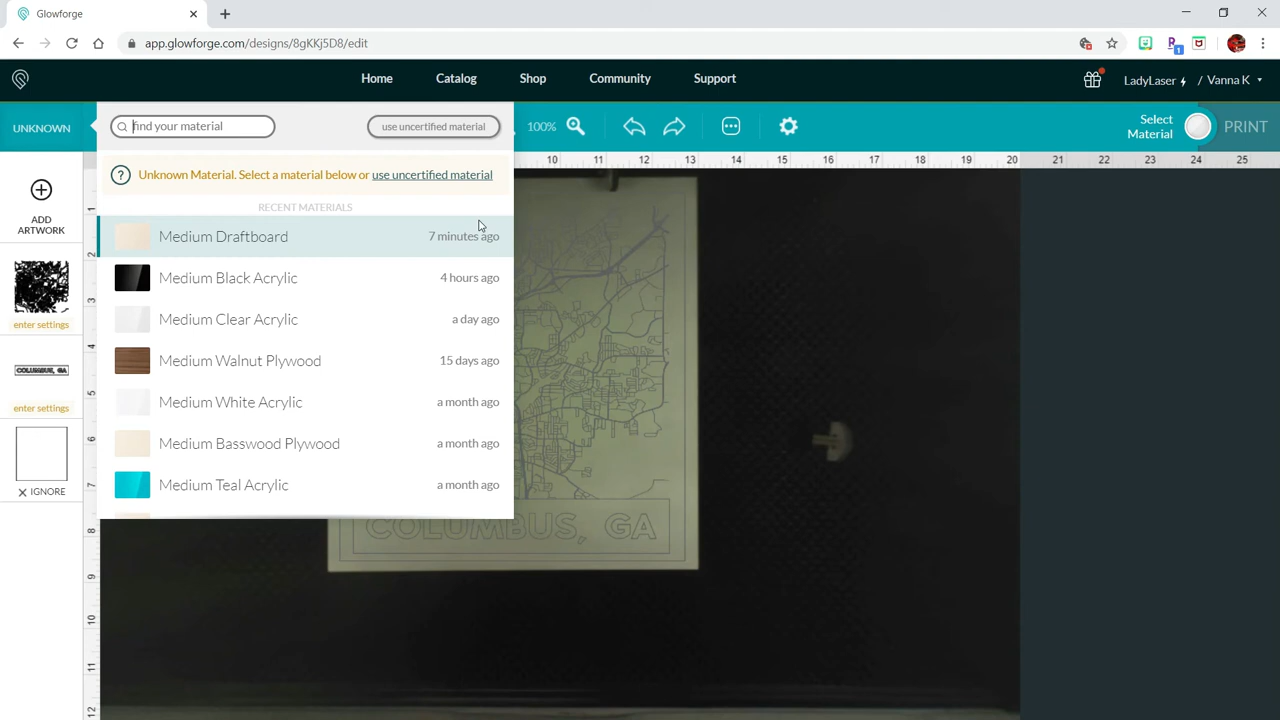 Glowforge
app.glowforge.com/designs/8gKKj5D8/edit
1
Home Catalog Shop Community Support
LadyLaser / Vanna K
UNKNOWN
find your material
use uncertified material
100%
Select
Material
PRINT
Unknown Material. Select a material below or use uncertified material
10 11 12 13 14 15 16 17 18 19 20 21 22 23 24 25
RECENT MATERIALS
ADD
ARTWORK
Medium Draftboard 7 minutes ago
Medium Black Acrylic 4 hours ago
Medium Clear Acrylic a day ago
enter settings
Medium Walnut Plywood 15 days ago
COLUMBUS, GA
Medium White Acrylic a month ago
enter settings
Medium Basswood Plywood a month ago
Medium Teal Acrylic a month ago
IGNORE
COLUMBUS, GA
1
2
3
4
5
6
7
8
9
10
11
12